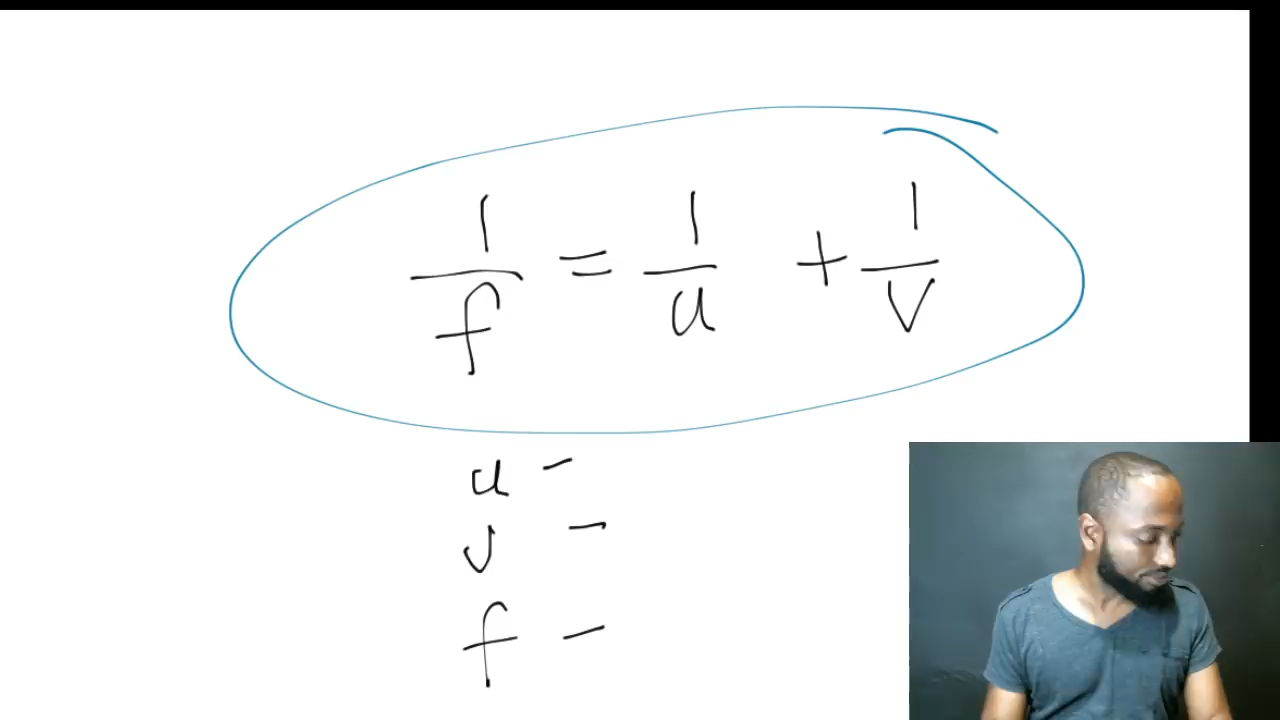 1/f = 1/u + 1/v
u -
v -
f -